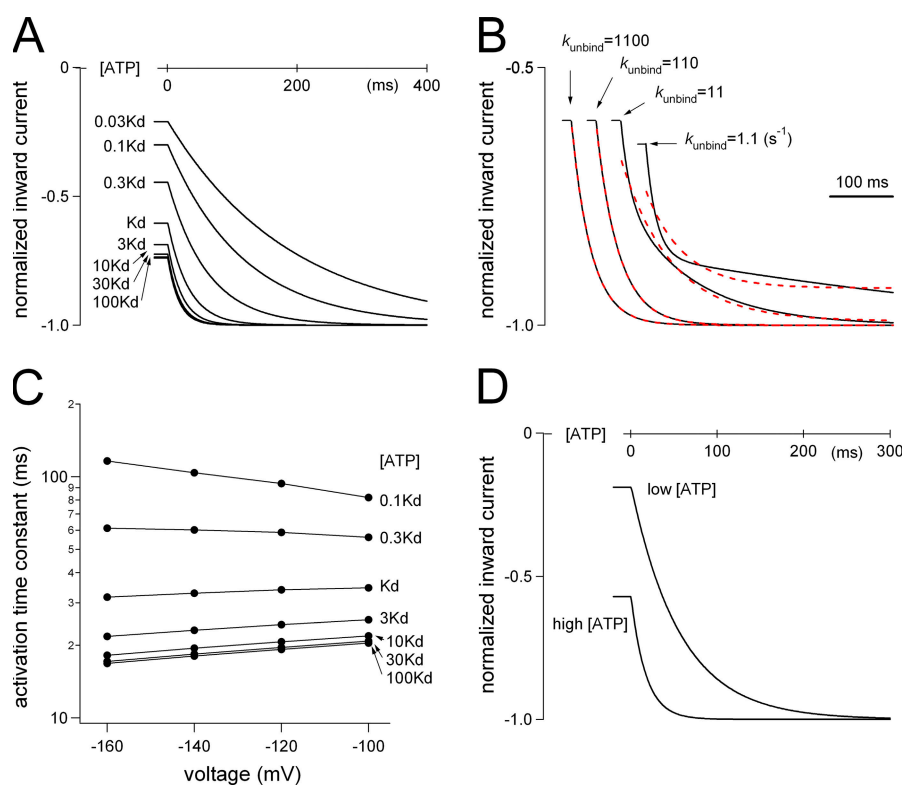 A
[ATP]
0
200
(ms)
400
0
-0.5
-1.0
normalized inward current
0.03Kd
0.1Kd
0.3Kd
Kd
3Kd
10Kd
30Kd
100Kd
B
kunbind=1100
kunbind=110
kunbind=11
kunbind=1.1 (s-1)
-0.5
-1.0
normalized inward current
100 ms
C
activation time constant (ms)
2
100
9
8
7
6
5
4
3
2
10
[ATP]
0.1Kd
0.3Kd
Kd
3Kd
10Kd
30Kd
100Kd
-160
-140
-120
-100
voltage (mV)
D
[ATP]
0
100
200
(ms)
300
0
-0.5
-1.0
normalized inward current
low [ATP]
high [ATP]